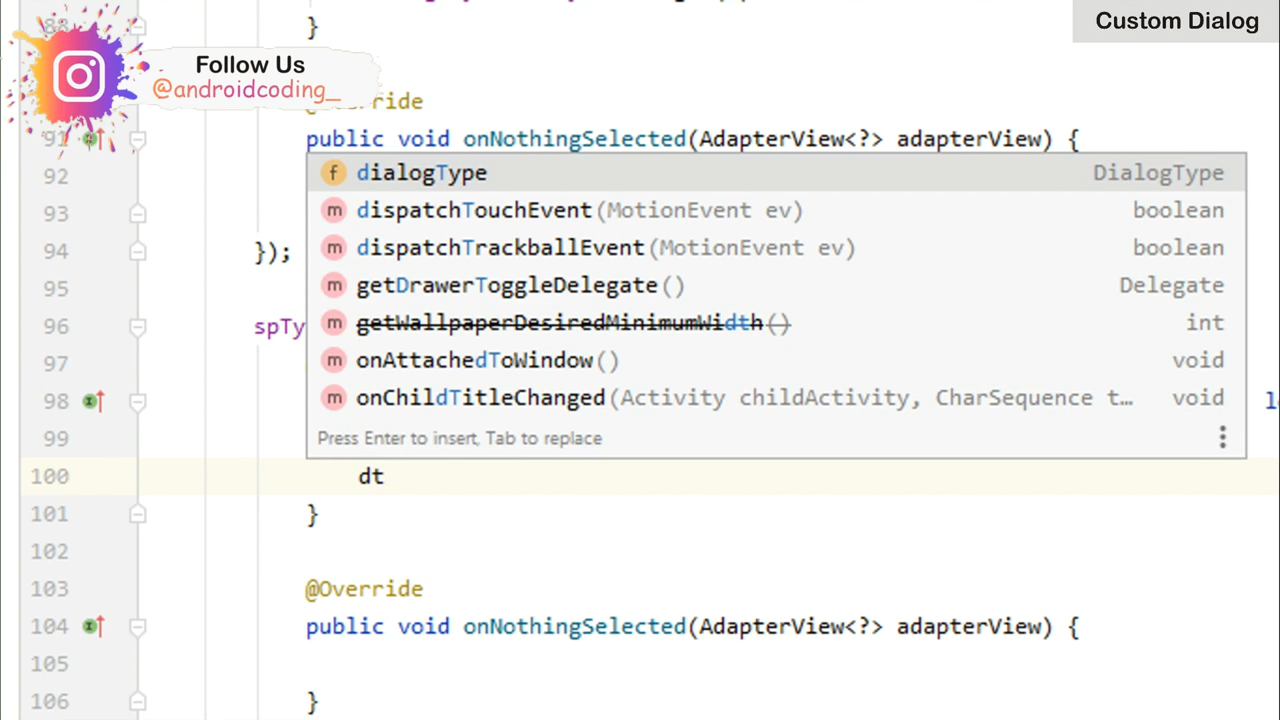 Custom Dialog
88 }
Follow Us
@androidcoding_
91 public void onNothingSelected(AdapterView<?> adapterView) {
92
f dialogType DialogType
m dispatchTouchEvent(MotionEvent ev) boolean
93
m dispatchTrackballEvent(MotionEvent ev) boolean
94 });
m getDrawerToggleDelegate() Delegate
95
m getWallpaperDesiredMinimumWidth() int
96 spTy
m onAttachedToWindow() void
97
m onChildTitleChanged(Activity childActivity, CharSequence t... void
98
Press Enter to insert, Tab to replace
99
100 dt
101 }
102
103 @Override
104 public void onNothingSelected(AdapterView<?> adapterView) {
105
106 }